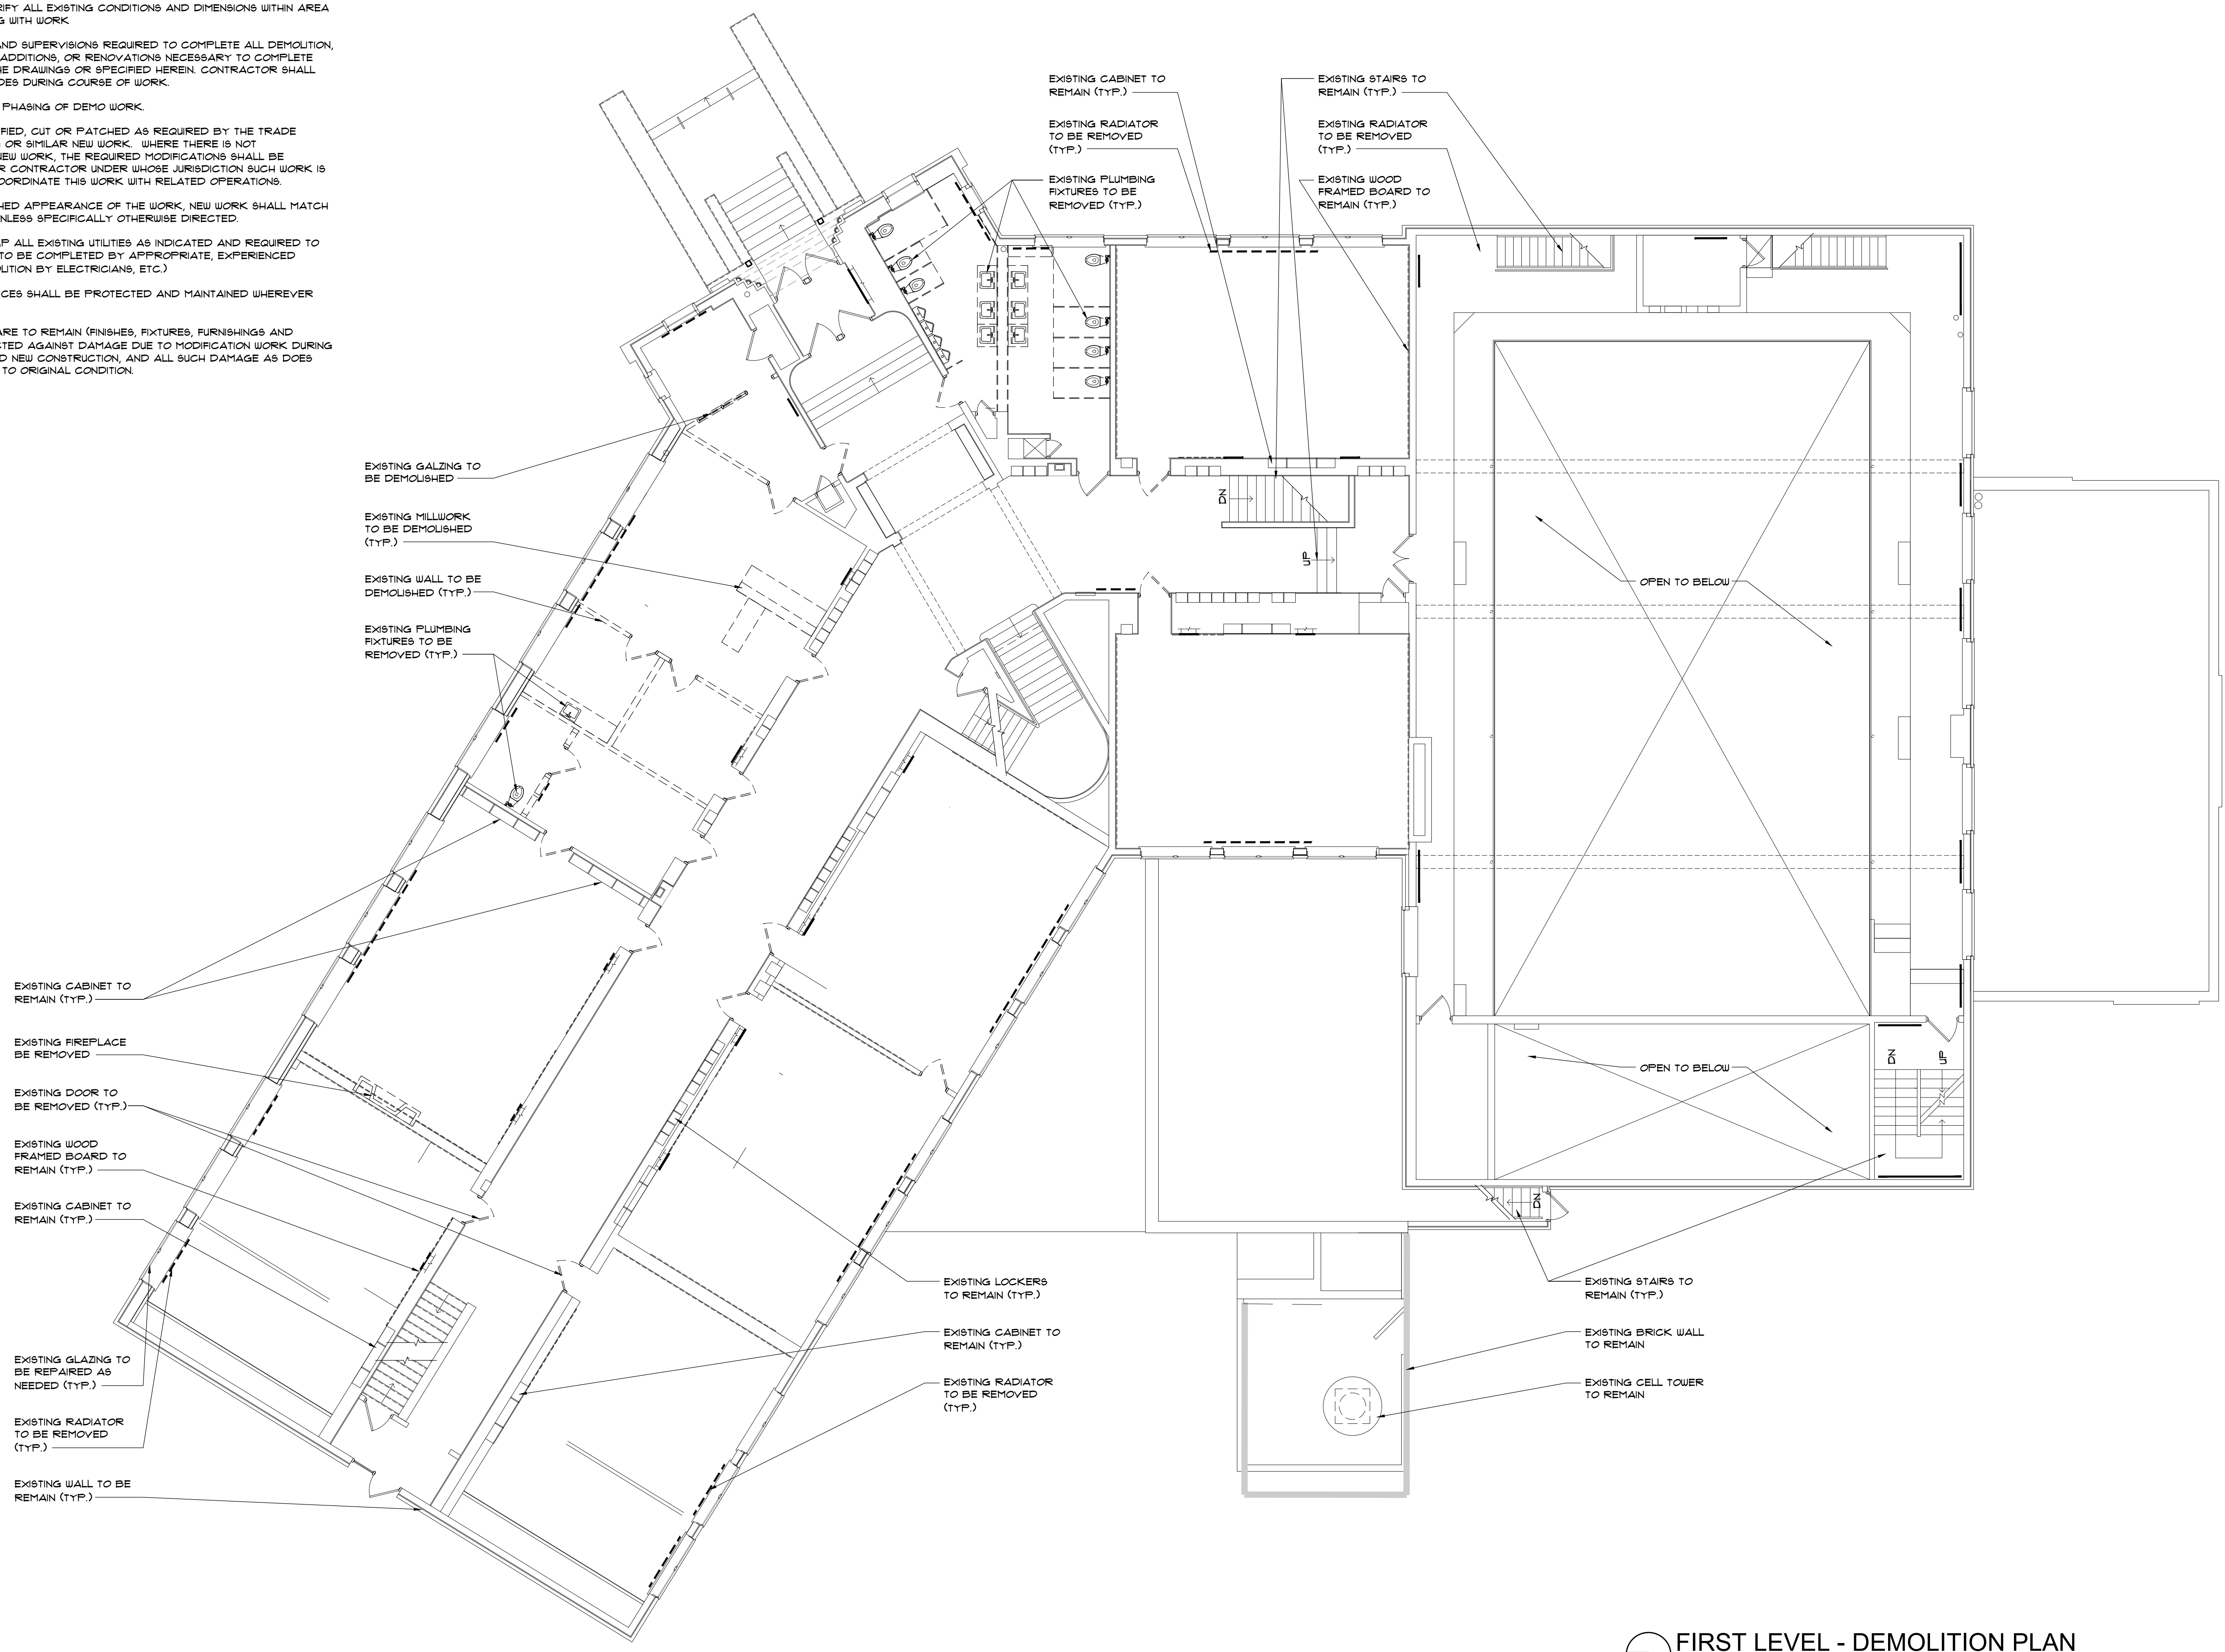 RIFY ALL EXISTING CONDITIONS AND DIMENSIONS WITHIN AREA
G WITH WORK
AND SUPERVISIONS REQUIRED TO COMPLETE ALL DEMOLITION,
ADDITIONS, OR RENOVATIONS NECESSARY TO COMPLETE
HE DRAWINGS OR SPECIFIED HEREIN. CONTRACTOR SHALL
DES DURING COURSE OF WORK.
PHASING OF DEMO WORK.
FIED, CUT OR PATCHED AS REQUIRED BY THE TRADE
OR SIMILAR NEW WORK. WHERE THERE IS NOT
NEW WORK, THE REQUIRED MODIFICATIONS SHALL BE
R CONTRACTOR UNDER WHOSE JURISDICTION SUCH WORK IS
OORDINATE THIS WORK WITH RELATED OPERATIONS.
HED APPEARANCE OF THE WORK, NEW WORK SHALL MATCH
NLESS SPECIFICALLY OTHERWISE DIRECTED.
AP ALL EXISTING UTILITIES AS INDICATED AND REQUIRED TO
TO BE COMPLETED BY APPROPRIATE, EXPERIENCED
OLITION BY ELECTRICIANS, ETC.)
CES SHALL BE PROTECTED AND MAINTAINED WHEREVER
ARE TO REMAIN (FINISHES, FIXTURES, FURNISHINGS AND
CTED AGAINST DAMAGE DUE TO MODIFICATION WORK DURING
D NEW CONSTRUCTION, AND ALL SUCH DAMAGE AS DOES
TO ORIGINAL CONDITION.
EXISTING CABINET TO
REMAIN (TYP.)
EXISTING RADIATOR
TO BE REMOVED
(TYP.)
EXISTING PLUMBING
FIXTURES TO BE
REMOVED (TYP.)
EXISTING STAIRS TO
REMAIN (TYP.)
EXISTING RADIATOR
TO BE REMOVED
(TYP.)
EXISTING WOOD
FRAMED BOARD TO
REMAIN (TYP.)
EXISTING GALZING TO
BE DEMOLISHED
EXISTING MILLWORK
TO BE DEMOLISHED
(TYP.)
EXISTING WALL TO BE
DEMOLISHED (TYP.)
EXISTING PLUMBING
FIXTURES TO BE
REMOVED (TYP.)
DN
UP
OPEN TO BELOW
EXISTING CABINET TO
REMAIN (TYP.)
EXISTING FIREPLACE
BE REMOVED
EXISTING DOOR TO
BE REMOVED (TYP.)
EXISTING WOOD
FRAMED BOARD TO
REMAIN (TYP.)
EXISTING CABINET TO
REMAIN (TYP.)
EXISTING GLAZING TO
BE REPAIRED AS
NEEDED (TYP.)
EXISTING RADIATOR
TO BE REMOVED
(TYP.)
EXISTING WALL TO BE
REMAIN (TYP.)
DN
UP
OPEN TO BELOW
DN
EXISTING LOCKERS
TO REMAIN (TYP.)
EXISTING CABINET TO
REMAIN (TYP.)
EXISTING RADIATOR
TO BE REMOVED
(TYP.)
EXISTING STAIRS TO
REMAIN (TYP.)
EXISTING BRICK WALL
TO REMAIN
EXISTING CELL TOWER
TO REMAIN
FIRST LEVEL - DEMOLITION PLAN